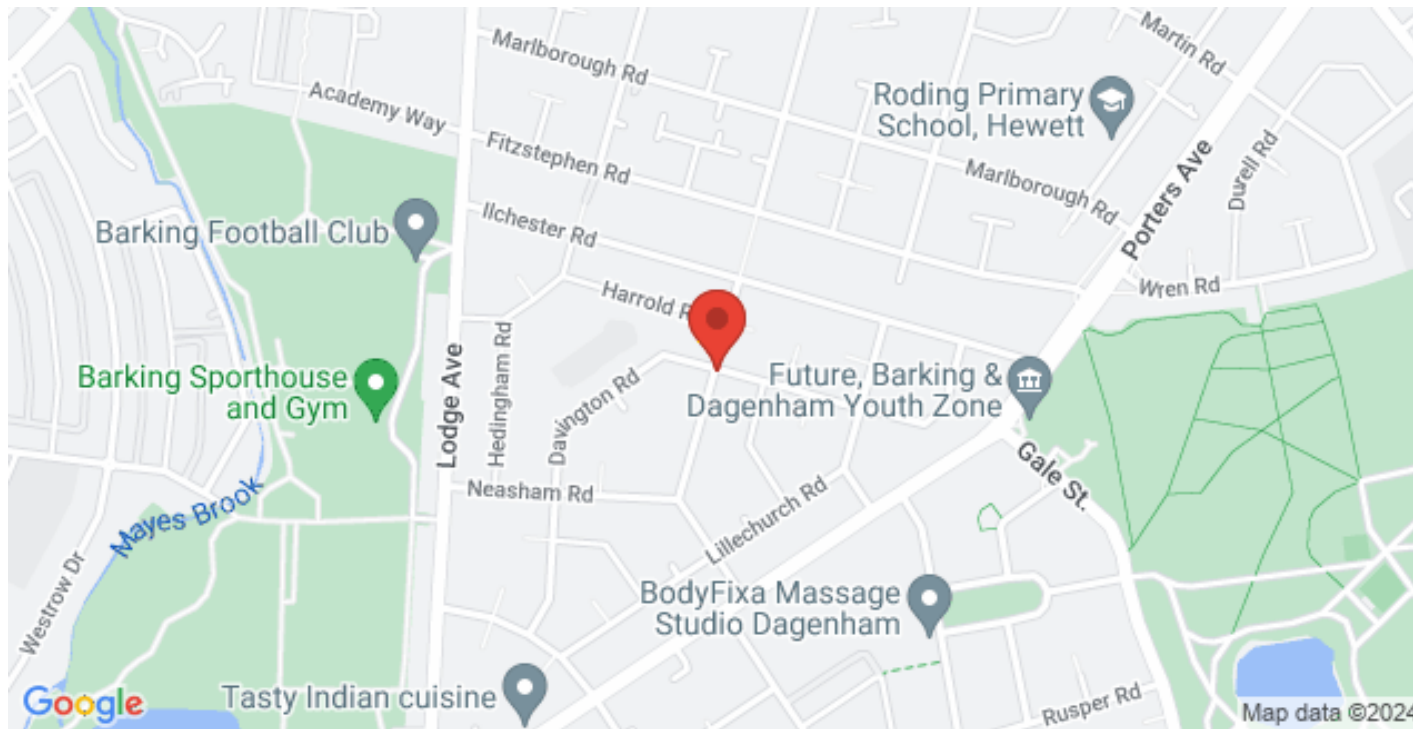 Marlborough Rd
Martin Rd
Academy Way
Roding Primary
School, Hewett
Fitzstephen Rd
Marlborough Rd
Porters Ave
Durell Rd
Barking Football Club
Ilchester Rd
Wren Rd
Harrold R
Hedingham Rd
Lodge Ave
Barking Sporthouse
and Gym
Davington Rd
Future, Barking &
Dagenham Youth Zone
Gale St.
Neasham Rd
Mayes Brook
Lillechurch Rd
Westrow Dr
BodyFixa Massage
Studio Dagenham
Tasty Indian cuisine
Rusper Rd
Google
Map data ©2024